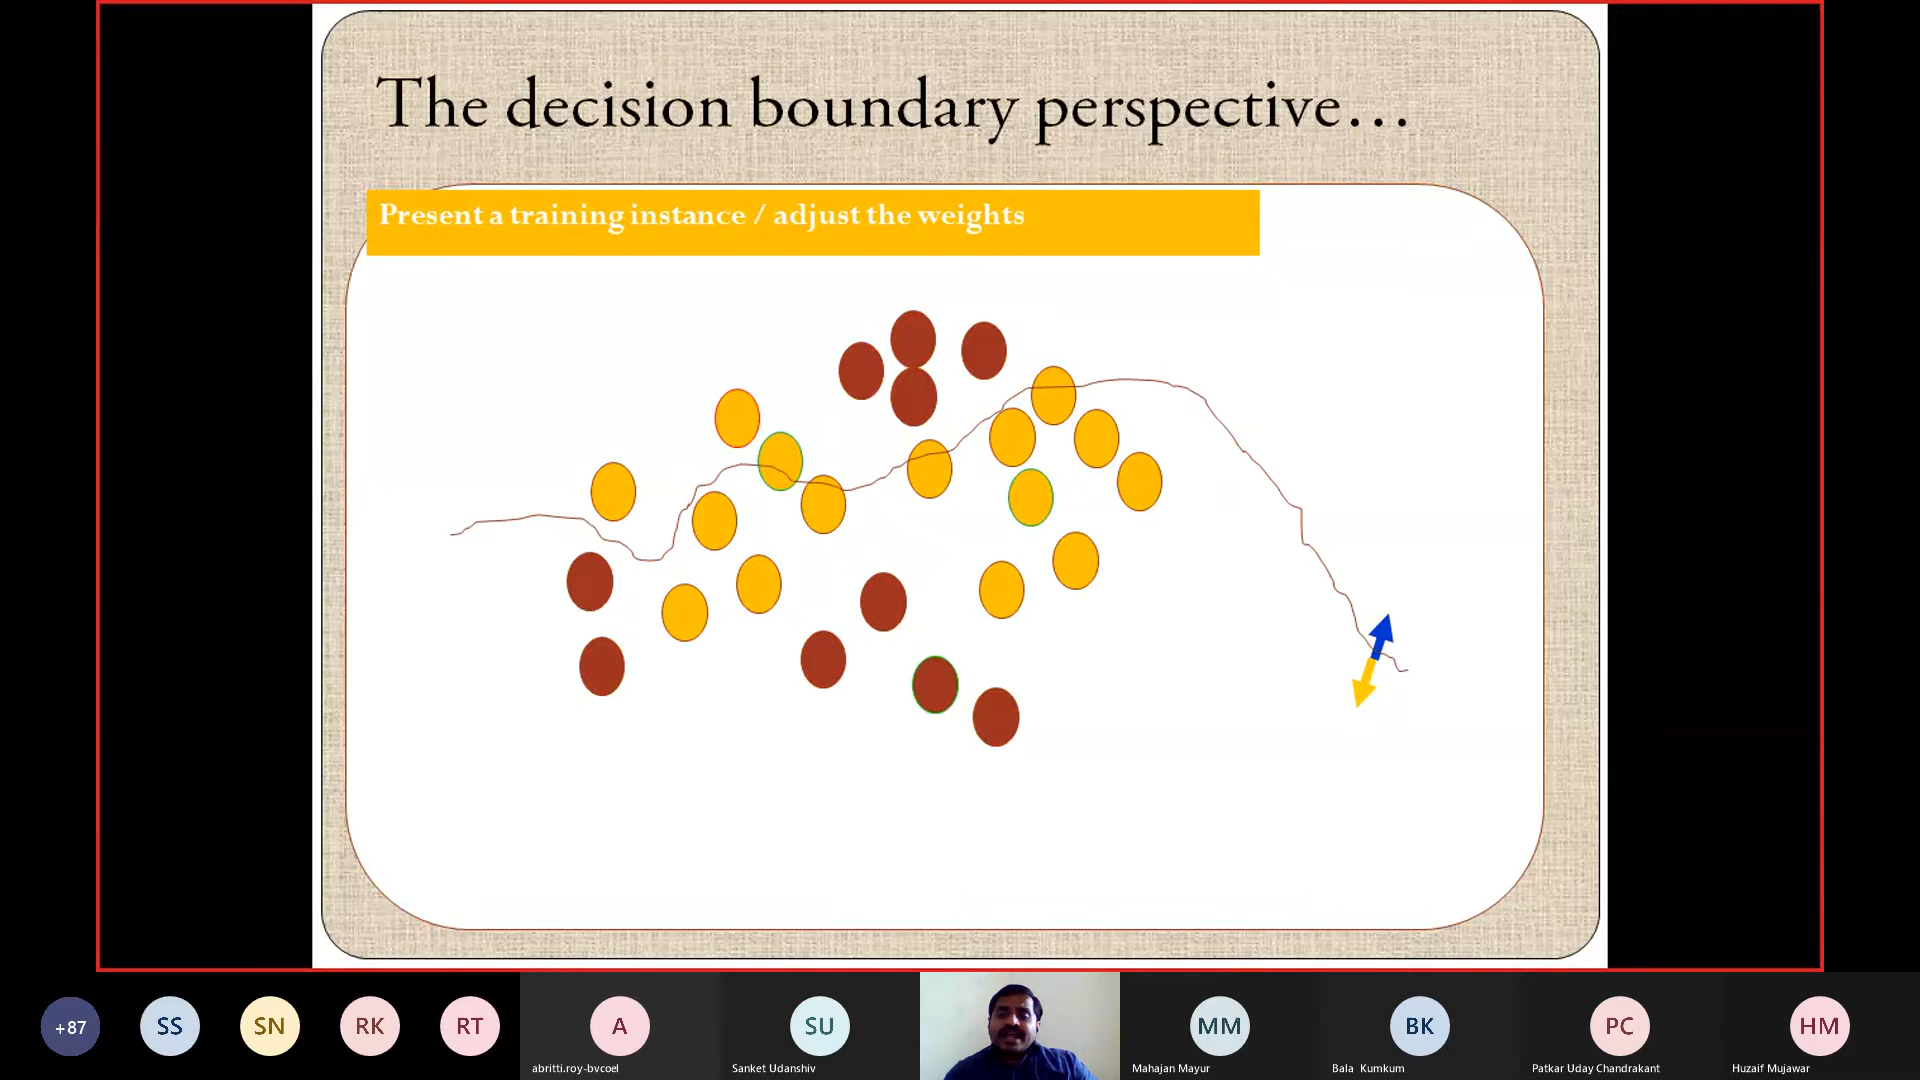 The decision boundary perspective…
Present a training instance / adjust the weights
+87
SS
SN
RK
RT
A
SU
MM
BK
PC
HM
abritti.roy-bvcoel
Sanket Udanshiv
Mahajan Mayur
Bala Kumkum
Patkar Uday Chandrakant
Huzaif Mujawar